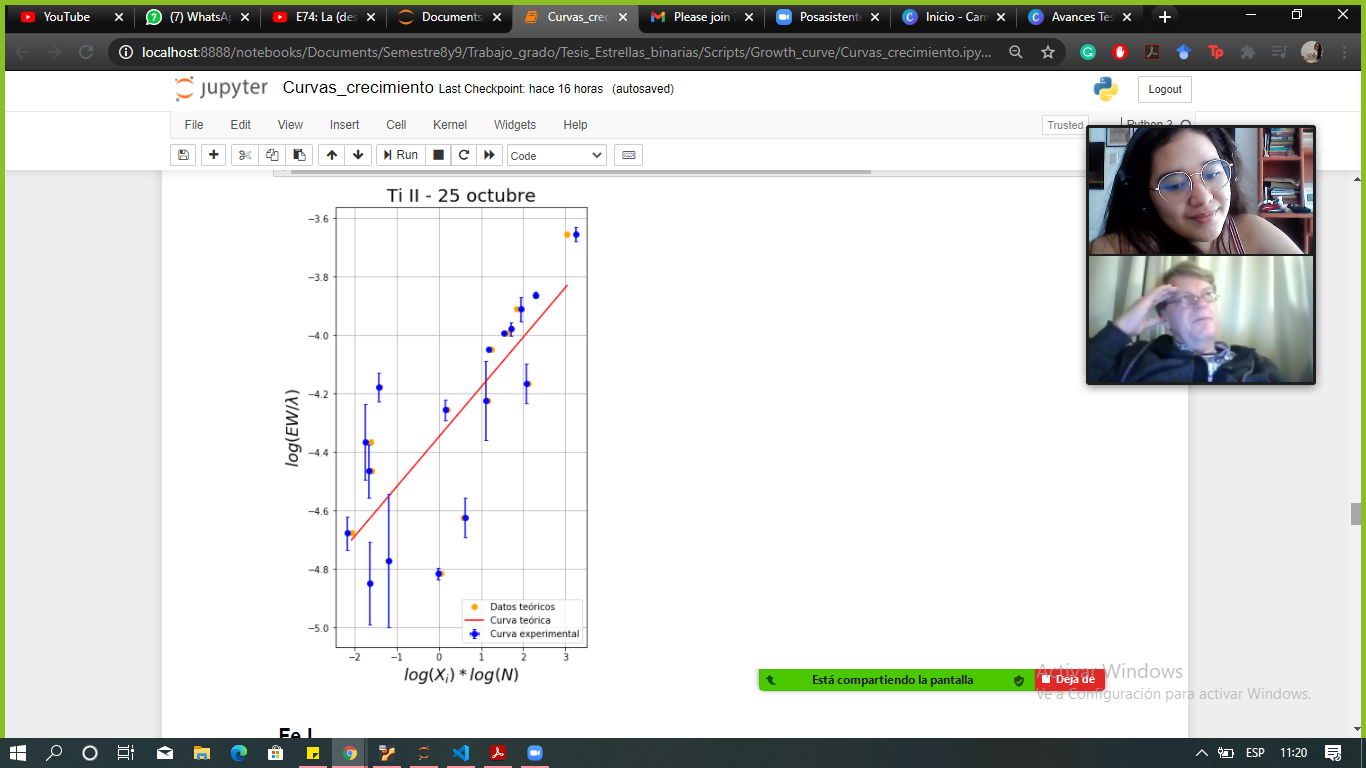 YouTube
(7) WhatsA
E74: La (des
Documents
Curvas_crec
Please join
Posasistente
Inicio - Can
Avances Tes
localhost:8888/notebooks/Documents/Semestre8y9/Trabajo_grado/Tesis_Estrellas_binarias/Scripts/Growth_curve/Curvas_crecimiento.ipy...
Tp
jupyter
Curvas_crecimiento Last Checkpoint: hace 16 horas (autosaved)
Logout
File Edit View Insert Cell Kernel Widgets Help
Trusted
Python 3
Run
Code
Ti II - 25 octubre
−3.6
−3.8
−4.0
−4.2
−4.4
−4.6
−4.8
−5.0
log(EW/λ)
Datos teóricos
Curva teórica
Curva experimental
−2 −1 0 1 2 3
log(Xi) * log(N)
Está compartiendo la pantalla
Deja de
Activar Windows
Ve a Configuración para activar Windows.
Fe I
ESP
11:20